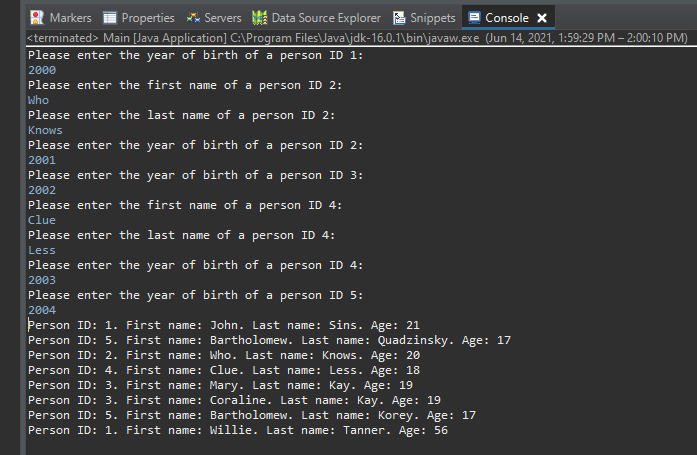 Markers Properties Servers Data Source Explorer Snippets Console
<terminated> Main [Java Application] C:\Program Files\Java\jdk-16.0.1\bin\javaw.exe (Jun 14, 2021, 1:59:29 PM – 2:00:10 PM)
Please enter the year of birth of a person ID 1:
2000
Please enter the first name of a person ID 2:
Who
Please enter the last name of a person ID 2:
Knows
Please enter the year of birth of a person ID 2:
2001
Please enter the year of birth of a person ID 3:
2002
Please enter the first name of a person ID 4:
Clue
Please enter the last name of a person ID 4:
Less
Please enter the year of birth of a person ID 4:
2003
Please enter the year of birth of a person ID 5:
2004
Person ID: 1. First name: John. Last name: Sins. Age: 21
Person ID: 5. First name: Bartholomew. Last name: Quadzinsky. Age: 17
Person ID: 2. First name: Who. Last name: Knows. Age: 20
Person ID: 4. First name: Clue. Last name: Less. Age: 18
Person ID: 3. First name: Mary. Last name: Kay. Age: 19
Person ID: 3. First name: Coraline. Last name: Kay. Age: 19
Person ID: 5. First name: Bartholomew. Last name: Korey. Age: 17
Person ID: 1. First name: Willie. Last name: Tanner. Age: 56